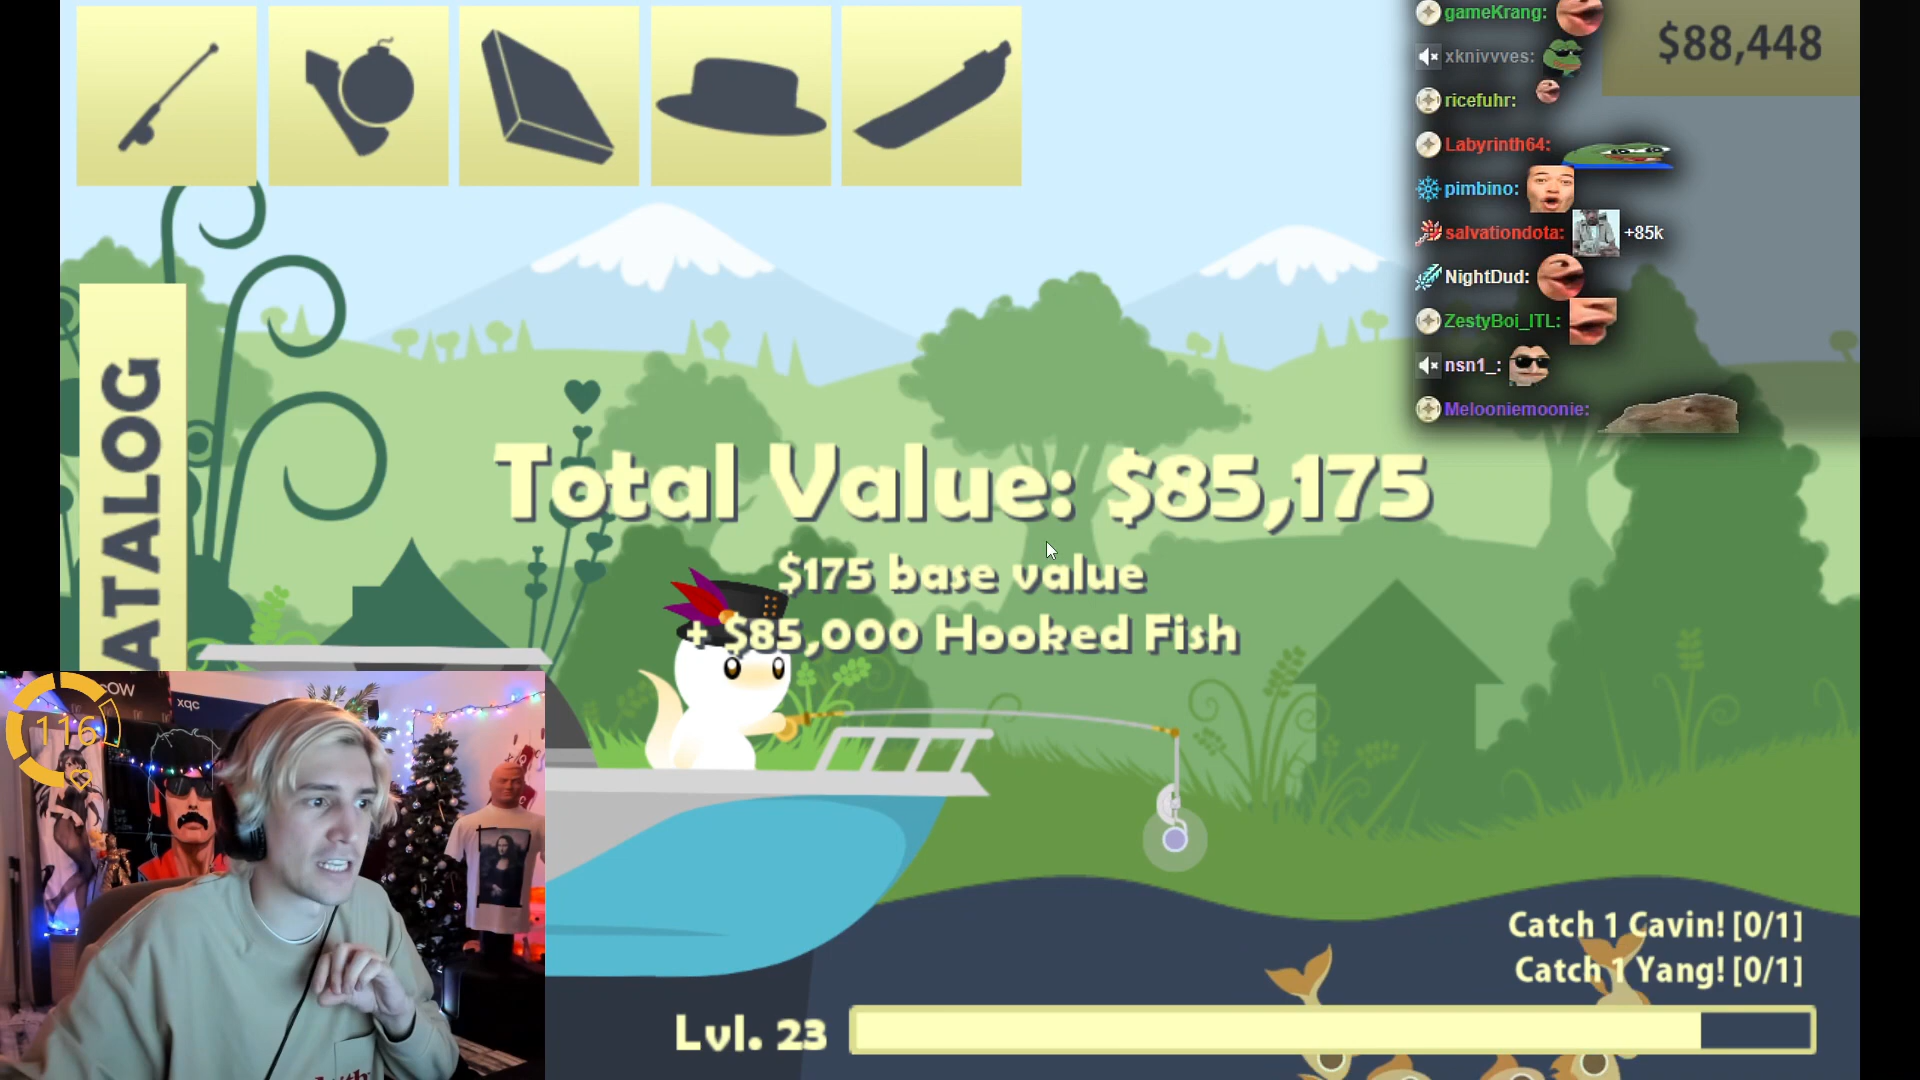 gameKrang:
$88,448
xknivvves:
ricefuhr:
Labyrinth64:
pimbino:
salvationdota: +85k
NightDud:
ZestyBoi_ITL:
nsn1_:
Melooniemoonie:
ATALOG
Total Value: $85,175
$175 base value
+ $85,000 Hooked Fish
xqc
116
Catch 1 Cavin! [0/1]
Catch 1 Yang! [0/1]
Lvl. 23